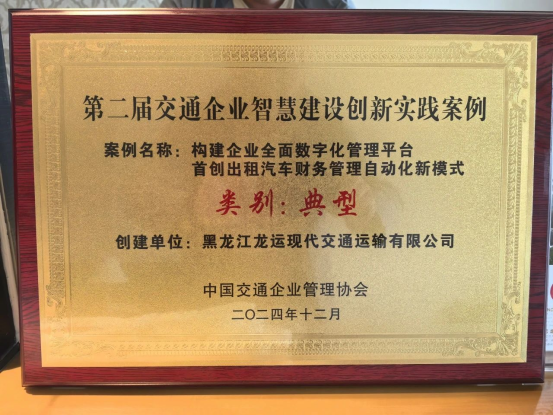 第二届交通企业智慧建设创新实践案例
案例名称：构建企业全面数字化管理平台
首创出租汽车财务管理自动化新模式
类别：典型
创建单位：黑龙江龙运现代交通运输有限公司
中国交通企业管理协会
二〇二四年十二月